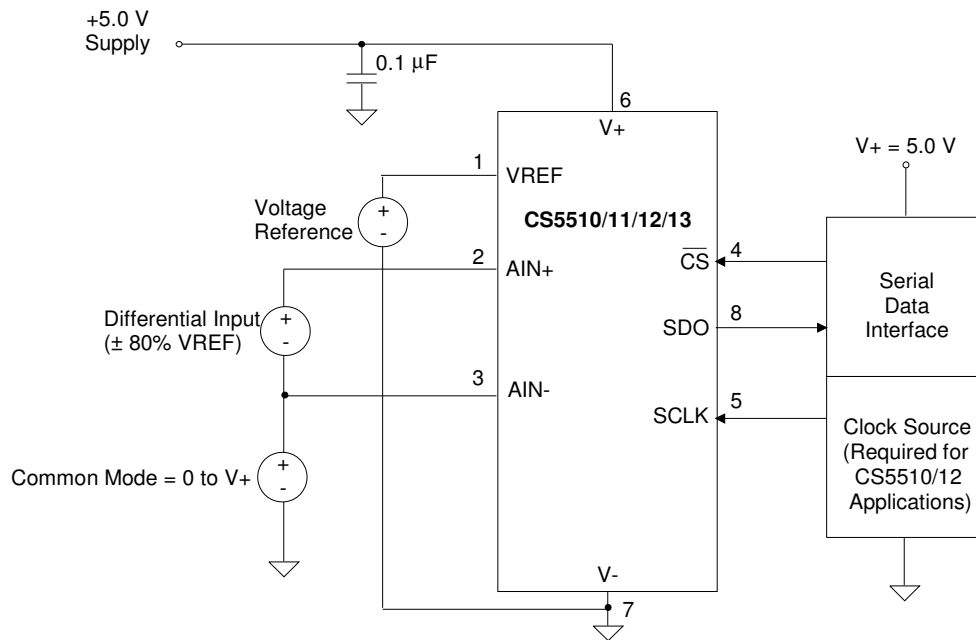 +5.0 V
Supply
0.1 μF
6
V+
V+ = 5.0 V
1
VREF
Voltage
Reference
CS5510/11/12/13
2
AIN+
4
CS
Serial
Data
Interface
Differential Input
(± 80% VREF)
SDO
8
3
AIN-
SCLK
5
Clock Source
(Required for
CS5510/12
Applications)
Common Mode = 0 to V+
V-
7
+
-
+
-
+
-